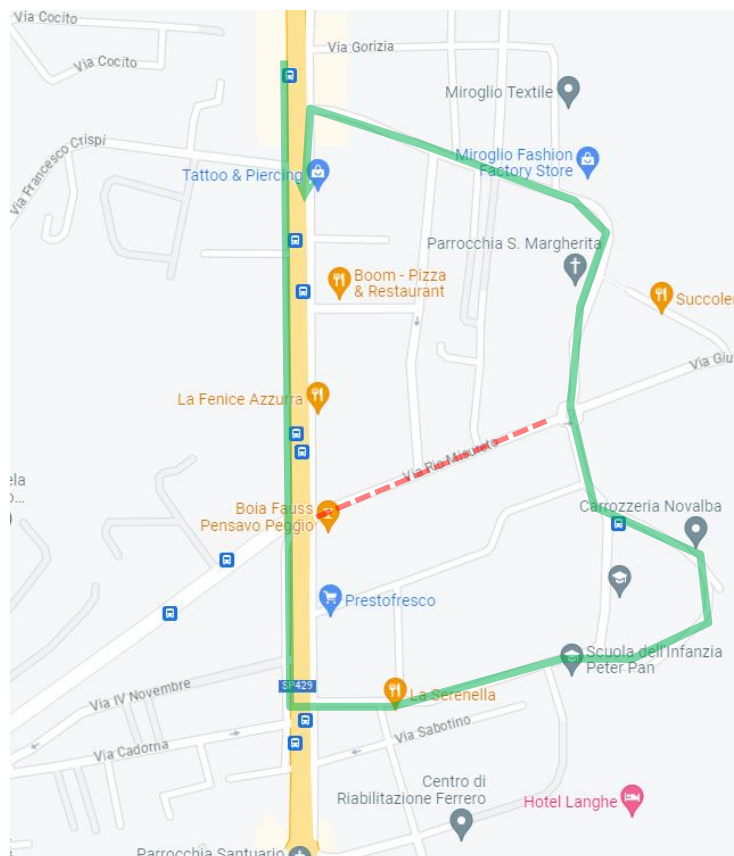 Via Cocito
Via Gorizia
Via Cocito
Miroglio Textile
Via Francesco Crispi
Miroglio Fashion
Factory Store
Tattoo & Piercing
Parrocchia S. Margherita
Boom - Pizza
& Restaurant
Succole
Via Giu
La Fenice Azzurra
Via Rio Misureto
ela
o...
Boia Fauss
Pensavo Peggio
Carrozzeria Novalba
Prestofresco
Scuola dell'Infanzia
Peter Pan
SP429
Via IV Novembre
La Serenella
Via Sabotino
Via Cadorna
Centro di
Riabilitazione Ferrero
Hotel Langhe
Parrocchia Santuario